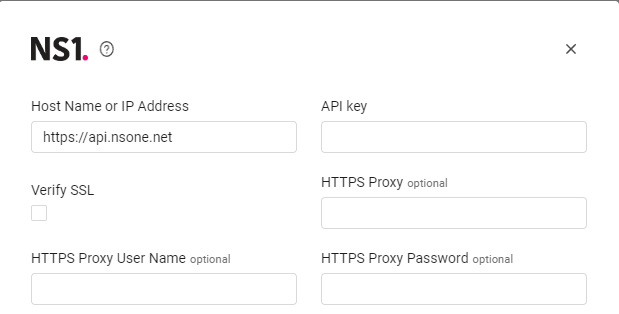 NS1.
Host Name or IP Address
API key
https://api.nsone.net
Verify SSL
HTTPS Proxy optional
HTTPS Proxy User Name optional
HTTPS Proxy Password optional